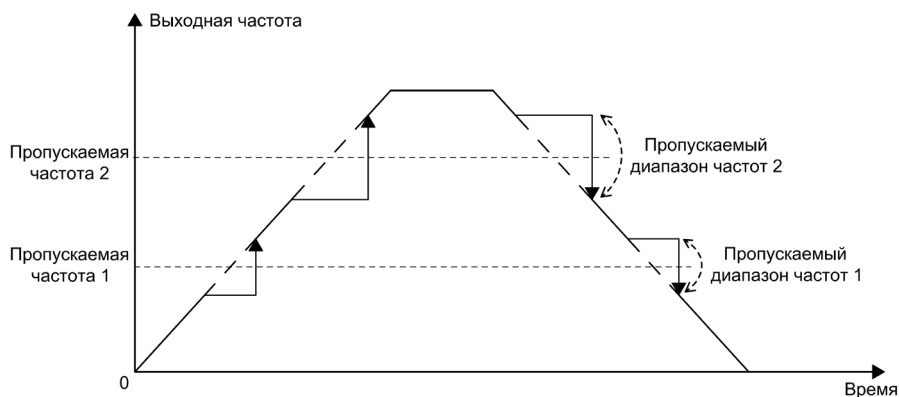 Выходная частота
Пропускаемая
частота 2
Пропускаемый
диапазон частот 2
Пропускаемая
частота 1
Пропускаемый
диапазон частот 1
0
Время